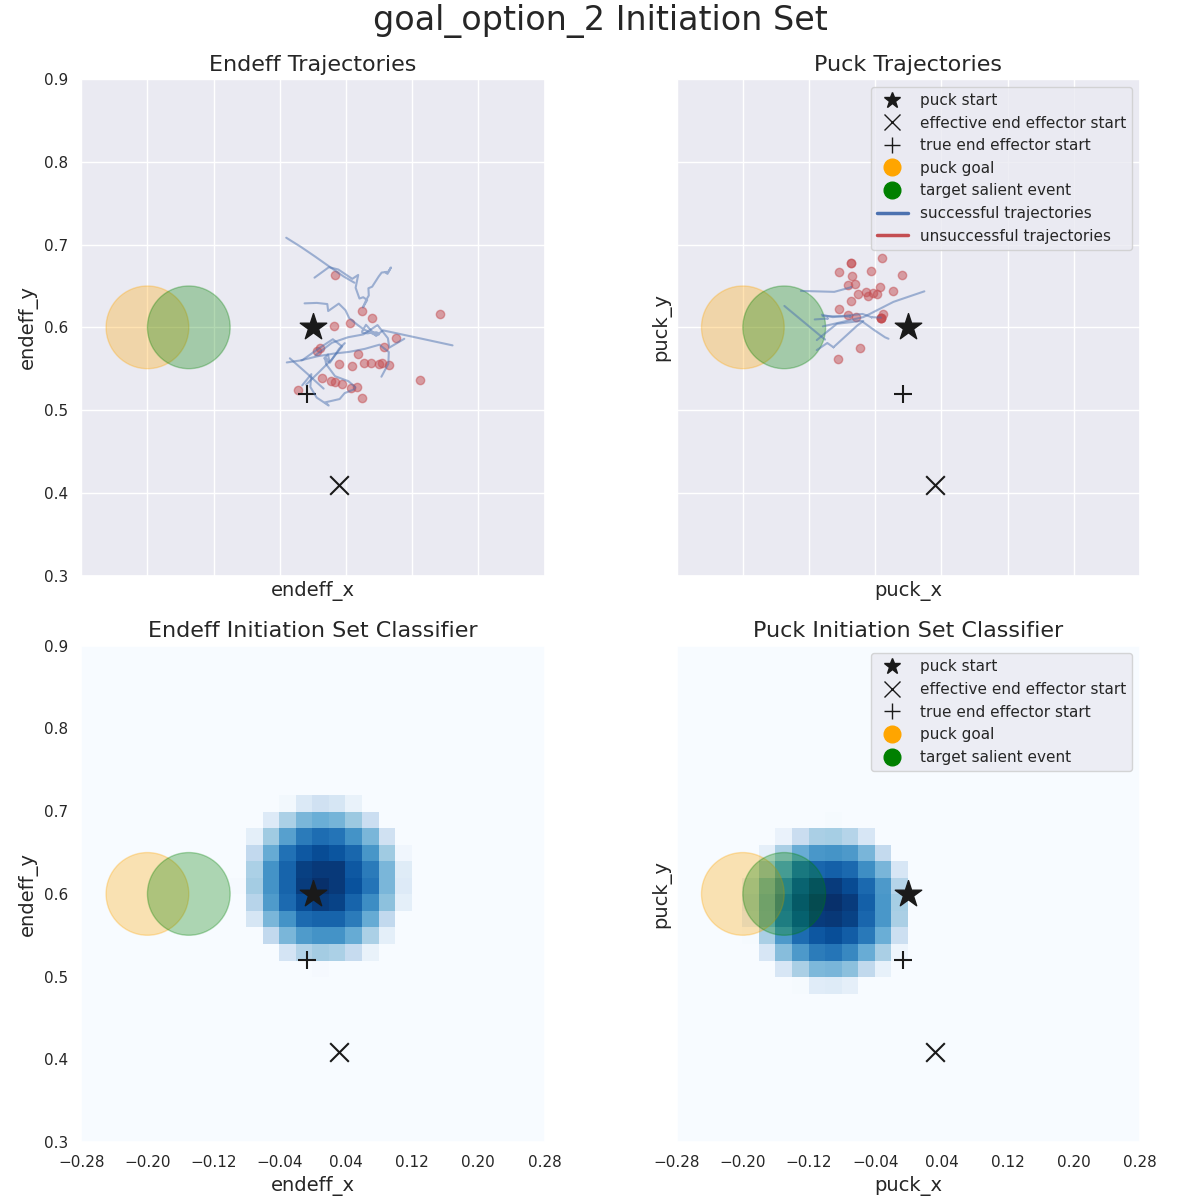 goal_option_2 Initiation Set
Endeff Trajectories
endeff_y
0.9
0.8
0.7
0.6
0.5
0.4
0.3
endeff_x
Puck Trajectories
puck_y
puck start
effective end effector start
true end effector start
puck goal
target salient event
successful trajectories
unsuccessful trajectories
puck_x
Endeff Initiation Set Classifier
endeff_y
0.9
0.8
0.7
0.6
0.5
0.4
0.3
−0.28 −0.20 −0.12 −0.04 0.04 0.12 0.20 0.28
endeff_x
Puck Initiation Set Classifier
puck_y
puck start
effective end effector start
true end effector start
puck goal
target salient event
−0.28 −0.20 −0.12 −0.04 0.04 0.12 0.20 0.28
puck_x